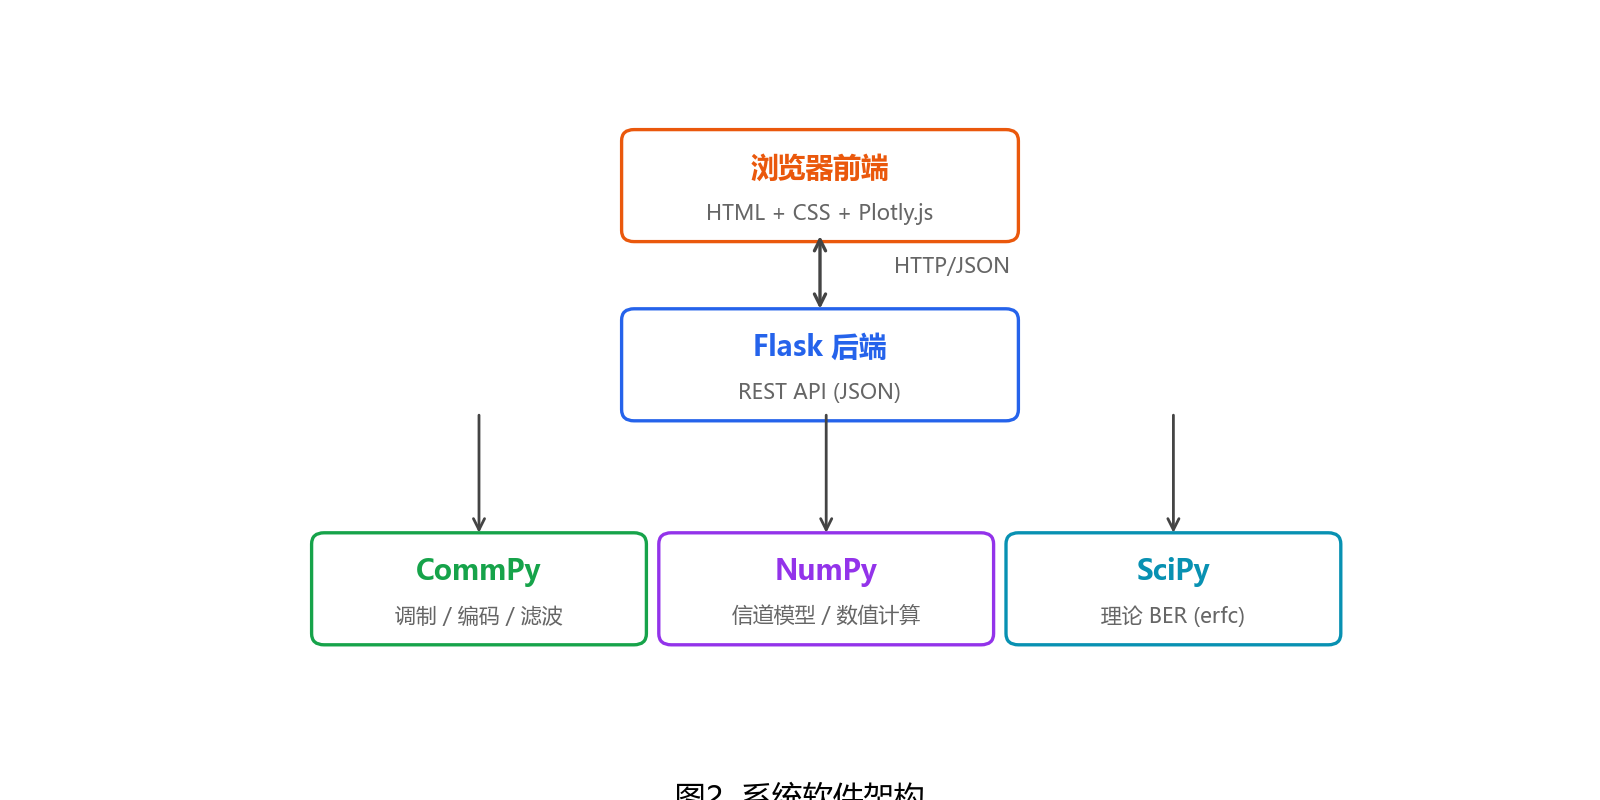 浏览器前端
HTML + CSS + Plotly.js
HTTP/JSON
Flask 后端
REST API (JSON)
CommPy
调制 / 编码 / 滤波
NumPy
信道模型 / 数值计算
SciPy
理论 BER (erfc)
图2 系统软件架构